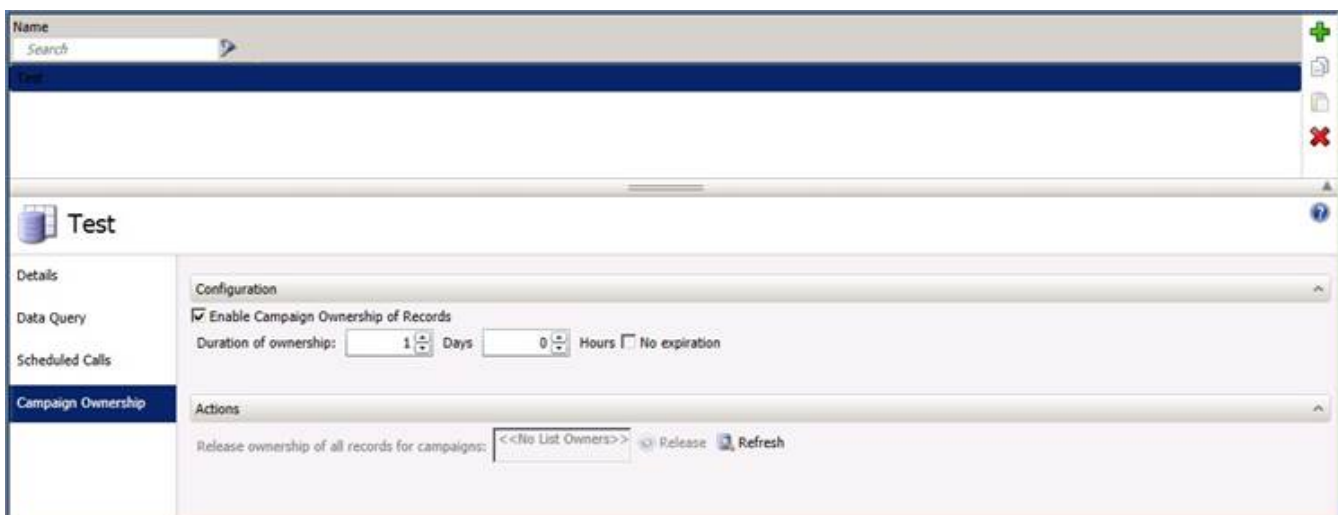 Name
Search
Test
Test
Details
Data Query
Scheduled Calls
Campaign Ownership
Configuration
Enable Campaign Ownership of Records
Duration of ownership: 1 Days 0 Hours No expiration
Actions
Release ownership of all records for campaigns: <<No List Owners>> Release Refresh